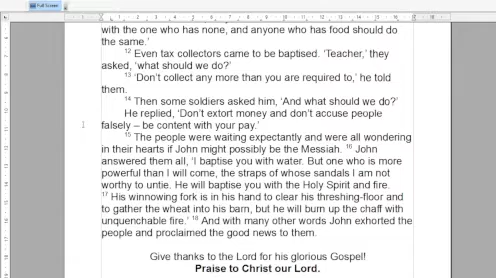 Full Screen
with the one who has none, and anyone who has food should do
the same.’
12 Even tax collectors came to be baptised. ‘Teacher,’ they
asked, ‘what should we do?’
13 ‘Don’t collect any more than you are required to,’ he told
them.
14 Then some soldiers asked him, ‘And what should we do?’
He replied, ‘Don’t extort money and don’t accuse people
falsely – be content with your pay.’
15 The people were waiting expectantly and were all wondering
in their hearts if John might possibly be the Messiah. 16 John
answered them all, ‘I baptise you with water. But one who is more
powerful than I will come, the straps of whose sandals I am not
worthy to untie. He will baptise you with the Holy Spirit and fire.
17 His winnowing fork is in his hand to clear his threshing-floor and
to gather the wheat into his barn, but he will burn up the chaff with
unquenchable fire.’ 18 And with many other words John exhorted the
people and proclaimed the good news to them.
Give thanks to the Lord for his glorious Gospel!
Praise to Christ our Lord.